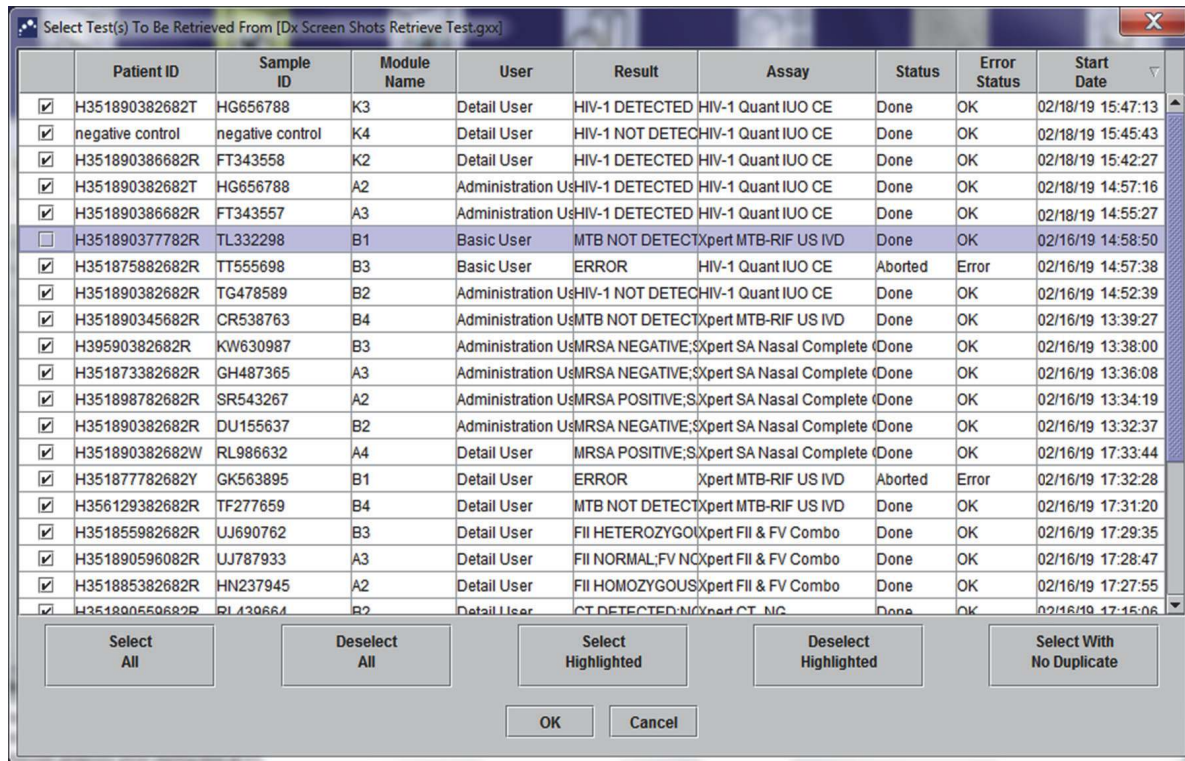 Select Test(s) To Be Retrieved From [Dx Screen Shots Retrieve Test.gxx]
Patient ID Sample ID Module Name User Result Assay Status Error Status Start Date
H351890382682T HG656788 K3 Detail User HIV-1 DETECTED HIV-1 Quant IUO CE Done OK 02/18/19 15:47:13
negative control negative control K4 Detail User HIV-1 NOT DETEC HIV-1 Quant IUO CE Done OK 02/18/19 15:45:43
H351890386682R FT343558 K2 Detail User HIV-1 DETECTED HIV-1 Quant IUO CE Done OK 02/18/19 15:42:27
H351890382682T HG656788 A2 Administration Us HIV-1 DETECTED HIV-1 Quant IUO CE Done OK 02/18/19 14:57:16
H351890386682R FT343557 A3 Administration Us HIV-1 DETECTED HIV-1 Quant IUO CE Done OK 02/18/19 14:55:27
H351890377782R TL332298 B1 Basic User MTB NOT DETECT Xpert MTB-RIF US IVD Done OK 02/16/19 14:58:50
H351875882682R TT555698 B3 Basic User ERROR HIV-1 Quant IUO CE Aborted Error 02/16/19 14:57:38
H351890382682R TG478589 B2 Administration Us HIV-1 NOT DETEC HIV-1 Quant IUO CE Done OK 02/16/19 14:52:39
H351890345682R CR538763 B4 Administration Us MTB NOT DETECT Xpert MTB-RIF US IVD Done OK 02/16/19 13:39:27
H39590382682R KW630987 B3 Administration Us MRSA NEGATIVE;S Xpert SA Nasal Complete Done OK 02/16/19 13:38:00
H351873382682R GH487365 A3 Administration Us MRSA NEGATIVE;S Xpert SA Nasal Complete Done OK 02/16/19 13:36:08
H351898782682R SR543267 A2 Administration Us MRSA POSITIVE;S Xpert SA Nasal Complete Done OK 02/16/19 13:34:19
H351890382682R DU155637 B2 Administration Us MRSA NEGATIVE;S Xpert SA Nasal Complete Done OK 02/16/19 13:32:37
H351890382682W RL986632 A4 Detail User MRSA POSITIVE;S Xpert SA Nasal Complete Done OK 02/16/19 17:33:44
H351877782682Y GK563895 B1 Detail User ERROR Xpert MTB-RIF US IVD Aborted Error 02/16/19 17:32:28
H356129382682R TF277659 B4 Detail User MTB NOT DETECT Xpert MTB-RIF US IVD Done OK 02/16/19 17:31:20
H351855982682R UJ690762 B3 Detail User FII HETEROZYGO Xpert FII & FV Combo Done OK 02/16/19 17:29:35
H351890596082R UJ787933 A3 Detail User FII NORMAL;FV NO Xpert FII & FV Combo Done OK 02/16/19 17:28:47
H351885382682R HN237945 A2 Detail User FII HOMOZYGOUS Xpert FII & FV Combo Done OK 02/16/19 17:27:55
H351890559682R RL439664 B2 Detail User CT DETECTED;NG Xpert CT_NG Done OK 02/16/19 17:15:06
Select All Deselect All Select Highlighted Deselect Highlighted Select With No Duplicate
OK Cancel